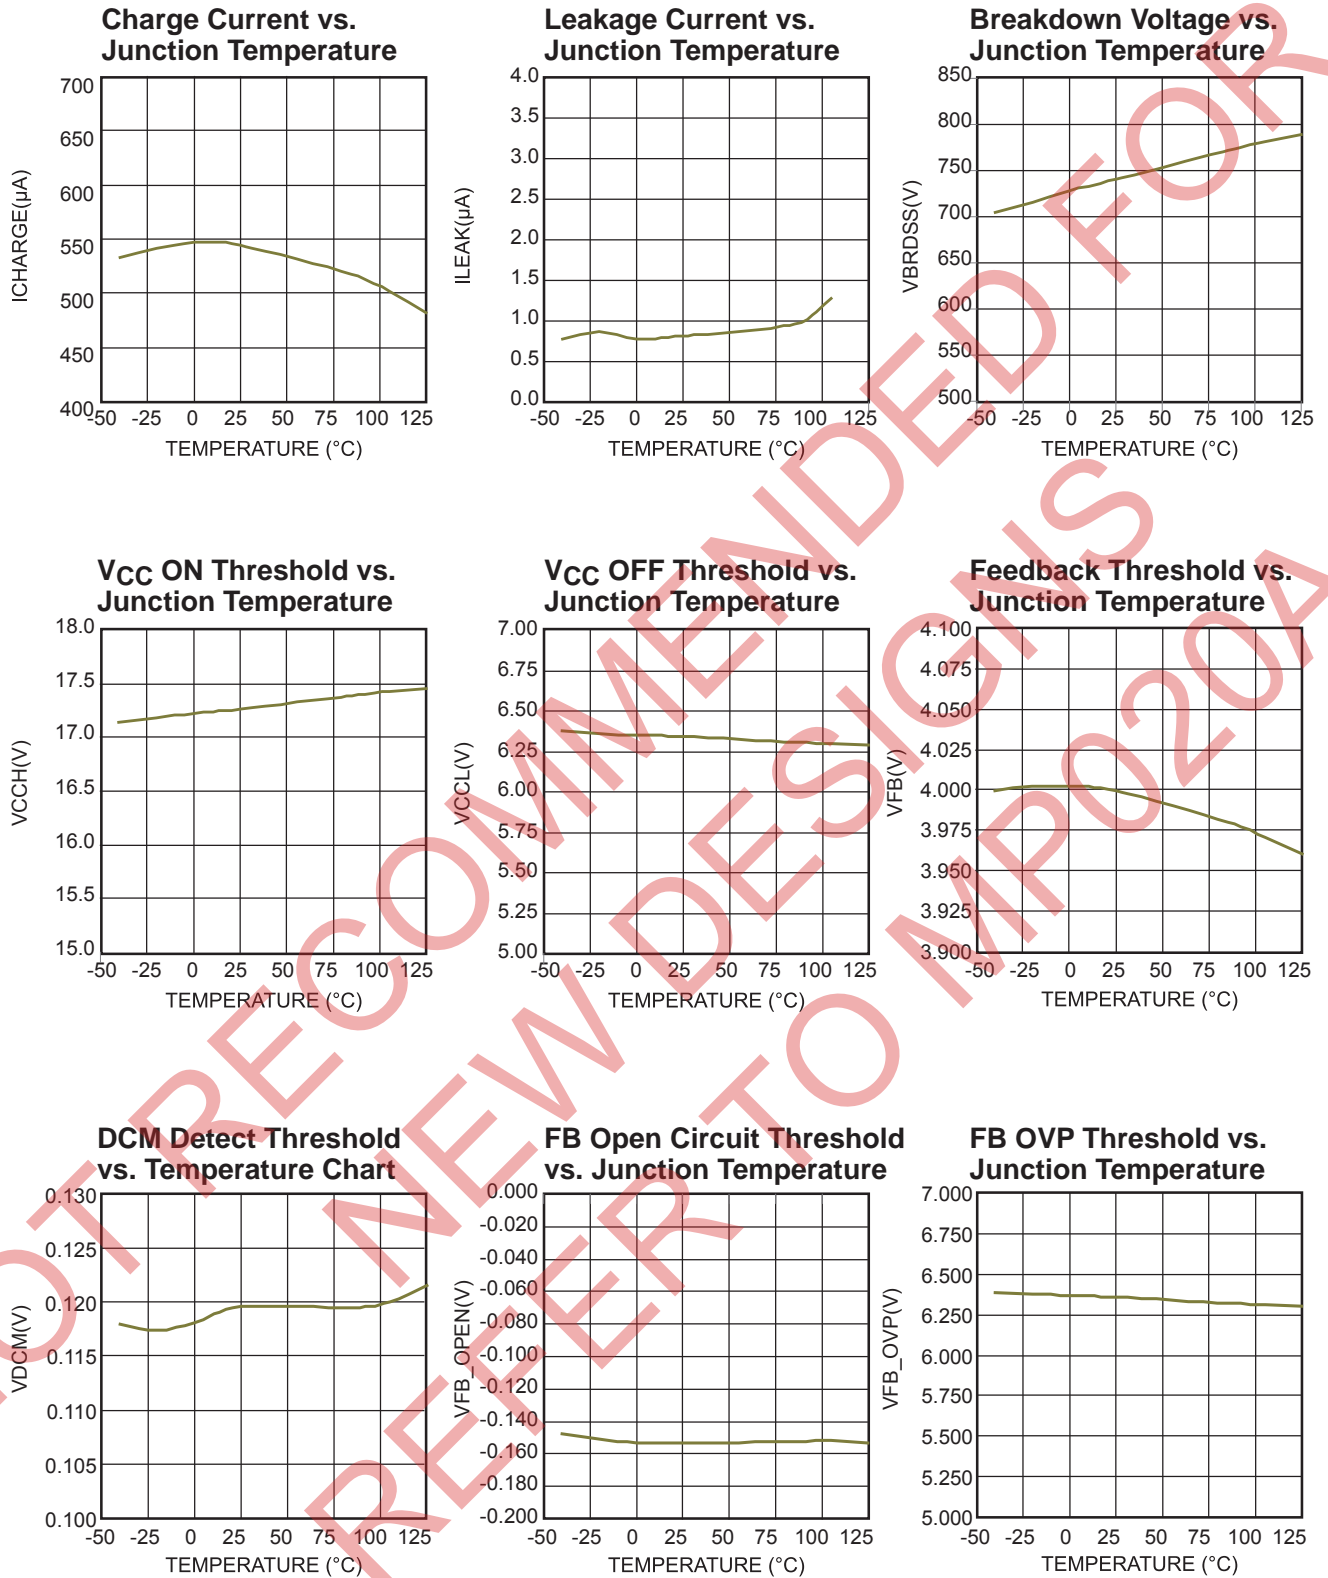 Charge Current vs.
Junction Temperature
700
650
600
550
500
450
400
ICHARGE(µA)
-50 -25 0 25 50 75 100 125
TEMPERATURE (°C)
Leakage Current vs.
Junction Temperature
4.0
3.5
3.0
2.5
2.0
1.5
1.0
0.5
0.0
ILEAK(µA)
-50 -25 0 25 50 75 100 125
TEMPERATURE (°C)
Breakdown Voltage vs.
Junction Temperature
850
800
750
700
650
600
550
500
VBRDSS(V)
-50 -25 0 25 50 75 100 125
TEMPERATURE (°C)
VCC ON Threshold vs.
Junction Temperature
18.0
17.5
17.0
16.5
16.0
15.5
15.0
VCCH(V)
-50 -25 0 25 50 75 100 125
TEMPERATURE (°C)
VCC OFF Threshold vs.
Junction Temperature
7.00
6.75
6.50
6.25
6.00
5.75
5.50
5.25
5.00
VCCL(V)
-50 -25 0 25 50 75 100 125
TEMPERATURE (°C)
Feedback Threshold vs.
Junction Temperature
4.100
4.075
4.050
4.025
4.000
3.975
3.950
3.925
3.900
VFB(V)
-50 -25 0 25 50 75 100 125
TEMPERATURE (°C)
DCM Detect Threshold
vs. Temperature Chart
0.130
0.125
0.120
0.115
0.110
0.105
0.100
VDCM(V)
-50 -25 0 25 50 75 100 125
TEMPERATURE (°C)
FB Open Circuit Threshold
vs. Junction Temperature
0.000
-0.020
-0.040
-0.060
-0.080
-0.100
-0.120
-0.140
-0.160
-0.180
-0.200
VFB_OPEN(V)
-50 -25 0 25 50 75 100 125
TEMPERATURE (°C)
FB OVP Threshold vs.
Junction Temperature
7.000
6.750
6.500
6.250
6.000
5.750
5.500
5.250
5.000
VFB_OVP(V)
-50 -25 0 25 50 75 100 125
TEMPERATURE (°C)
OT RECOMMENDED FOR
NEW DESIGNS
REFER TO MP020A